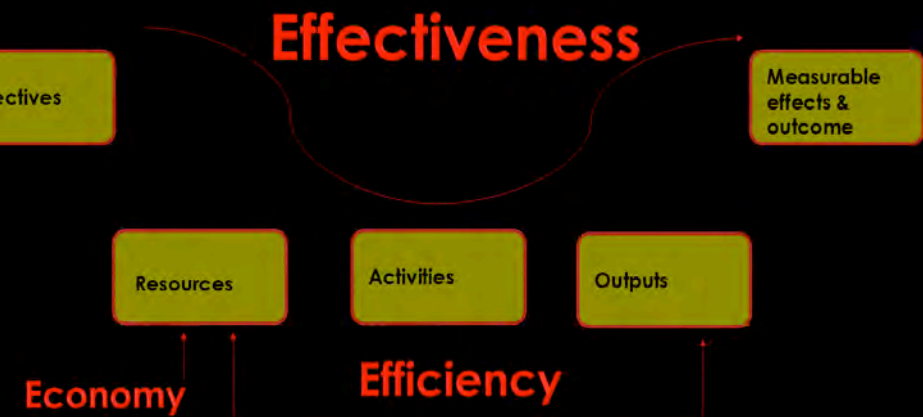 Effectiveness
ectives
Measurable
effects &
outcome
Resources
Activities
Outputs
Economy
Efficiency